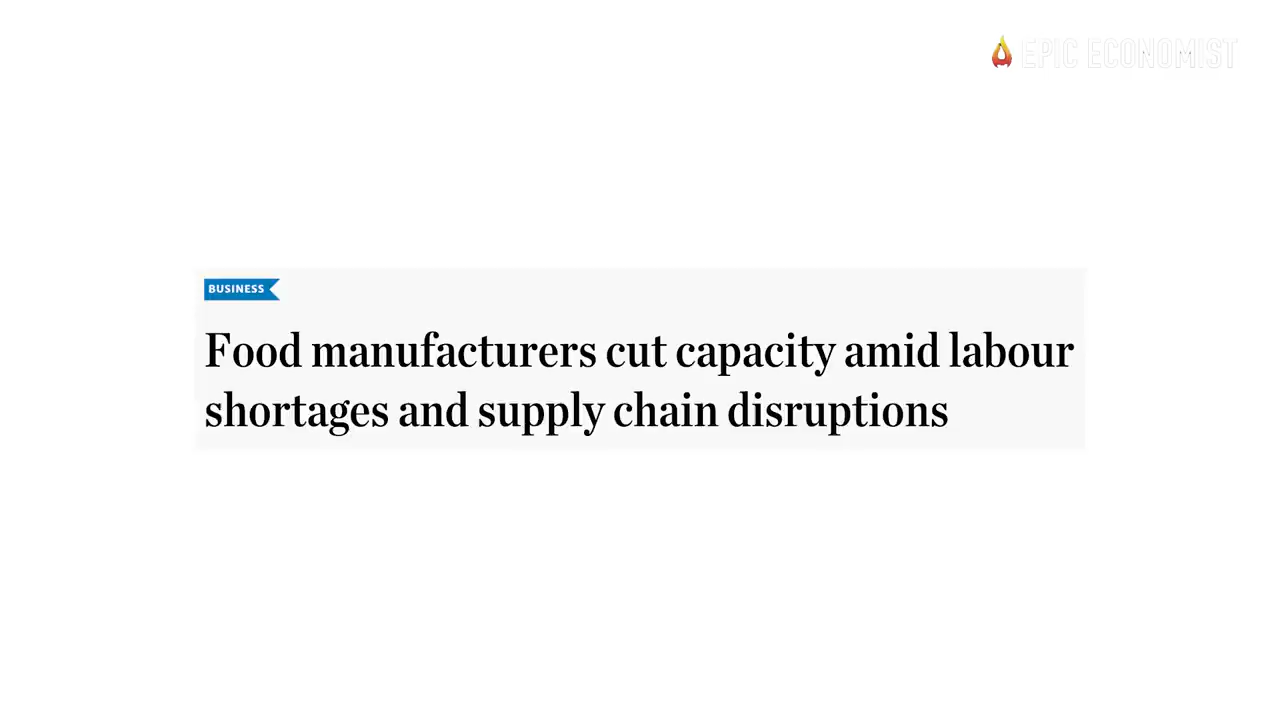 EPIC ECONOMIST
BUSINESS
Food manufacturers cut capacity amid labour
shortages and supply chain disruptions